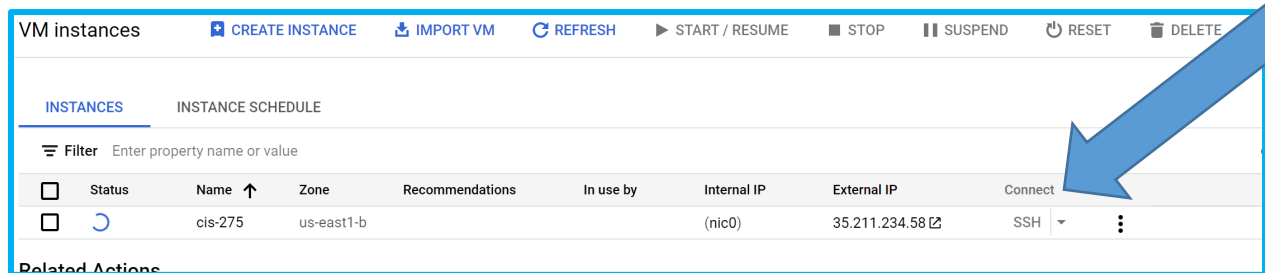 VM instances CREATE INSTANCE IMPORT VM REFRESH START / RESUME STOP SUSPEND RESET DELETE
INSTANCES INSTANCE SCHEDULE
Filter Enter property name or value
Status Name Zone Recommendations In use by Internal IP External IP Connect
cis-275 us-east1-b (nic0) 35.211.234.58 SSH
Related Actions